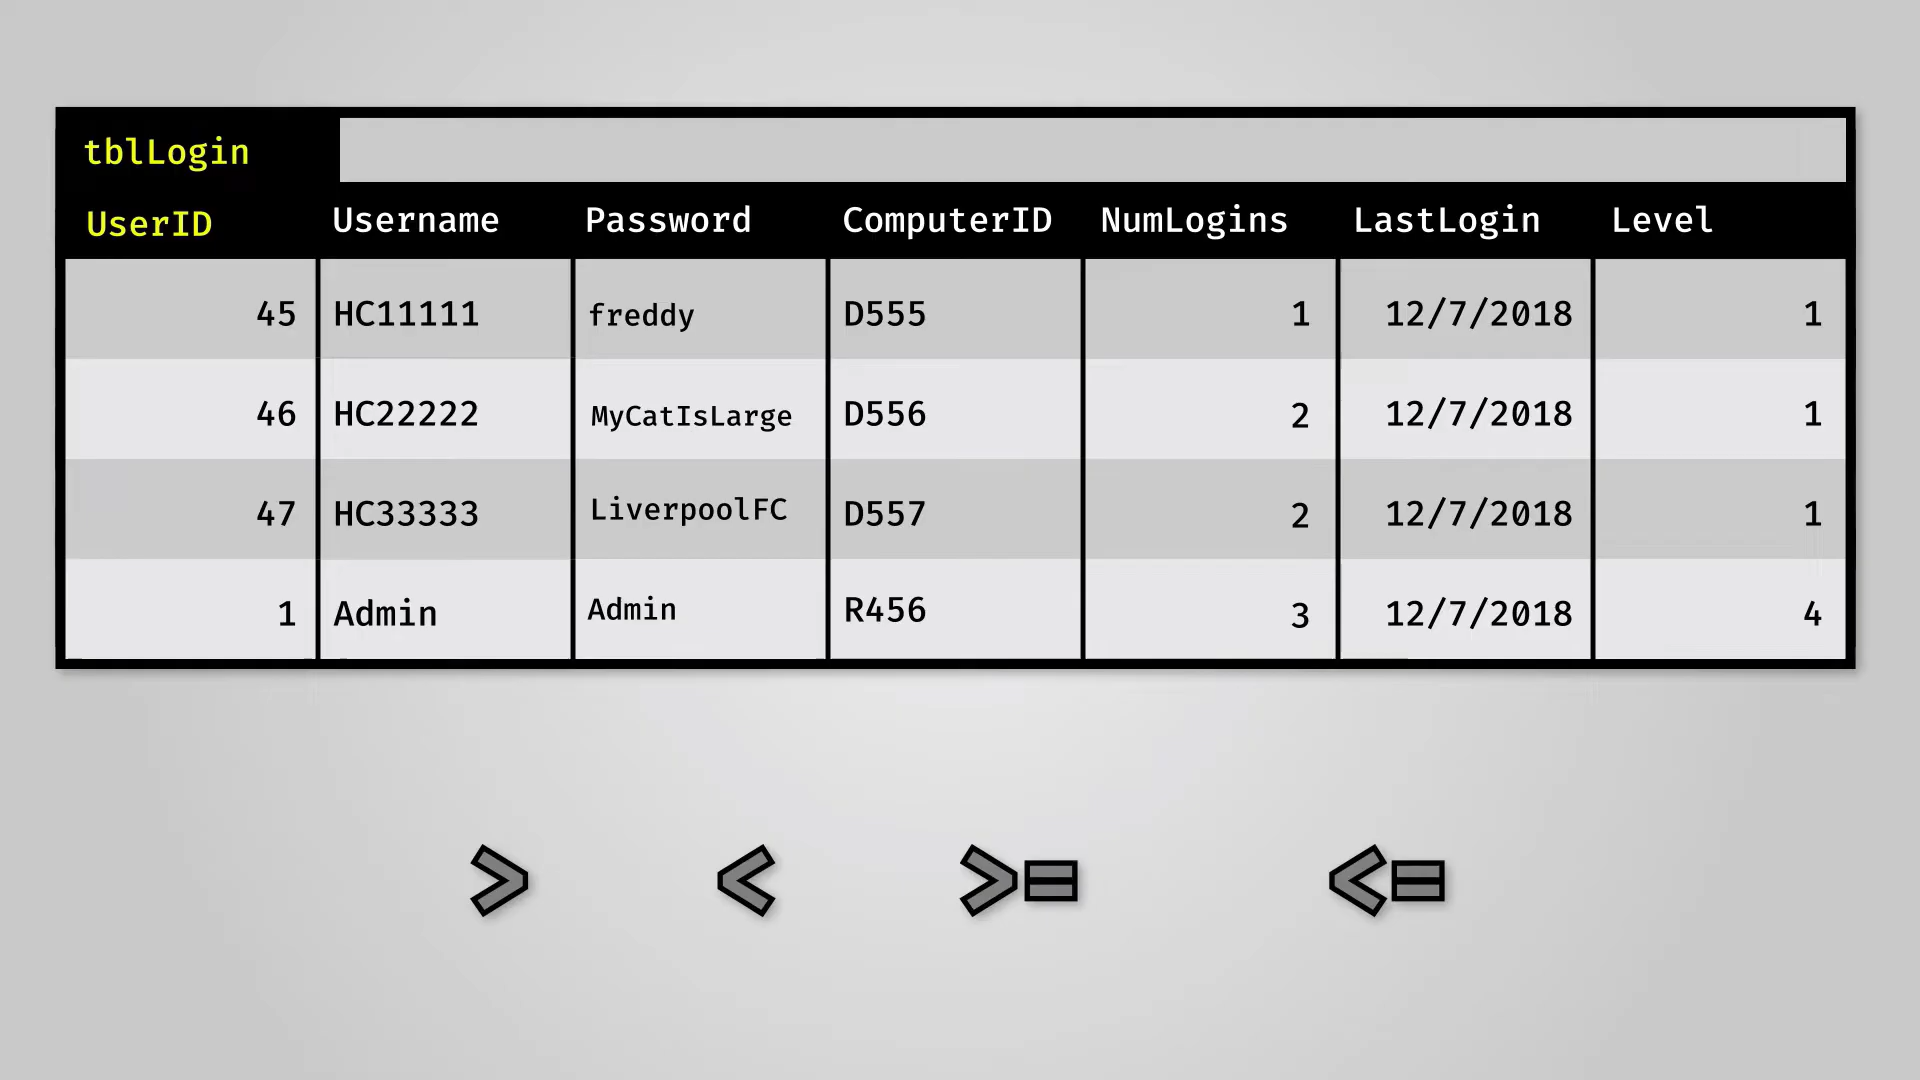 tblLogin
UserID Username Password ComputerID NumLogins LastLogin Level
45 HC11111 freddy D555 1 12/7/2018 1
46 HC22222 MyCatIsLarge D556 2 12/7/2018 1
47 HC33333 LiverpoolFC D557 2 12/7/2018 1
1 Admin Admin R456 3 12/7/2018 4
> < >= <=